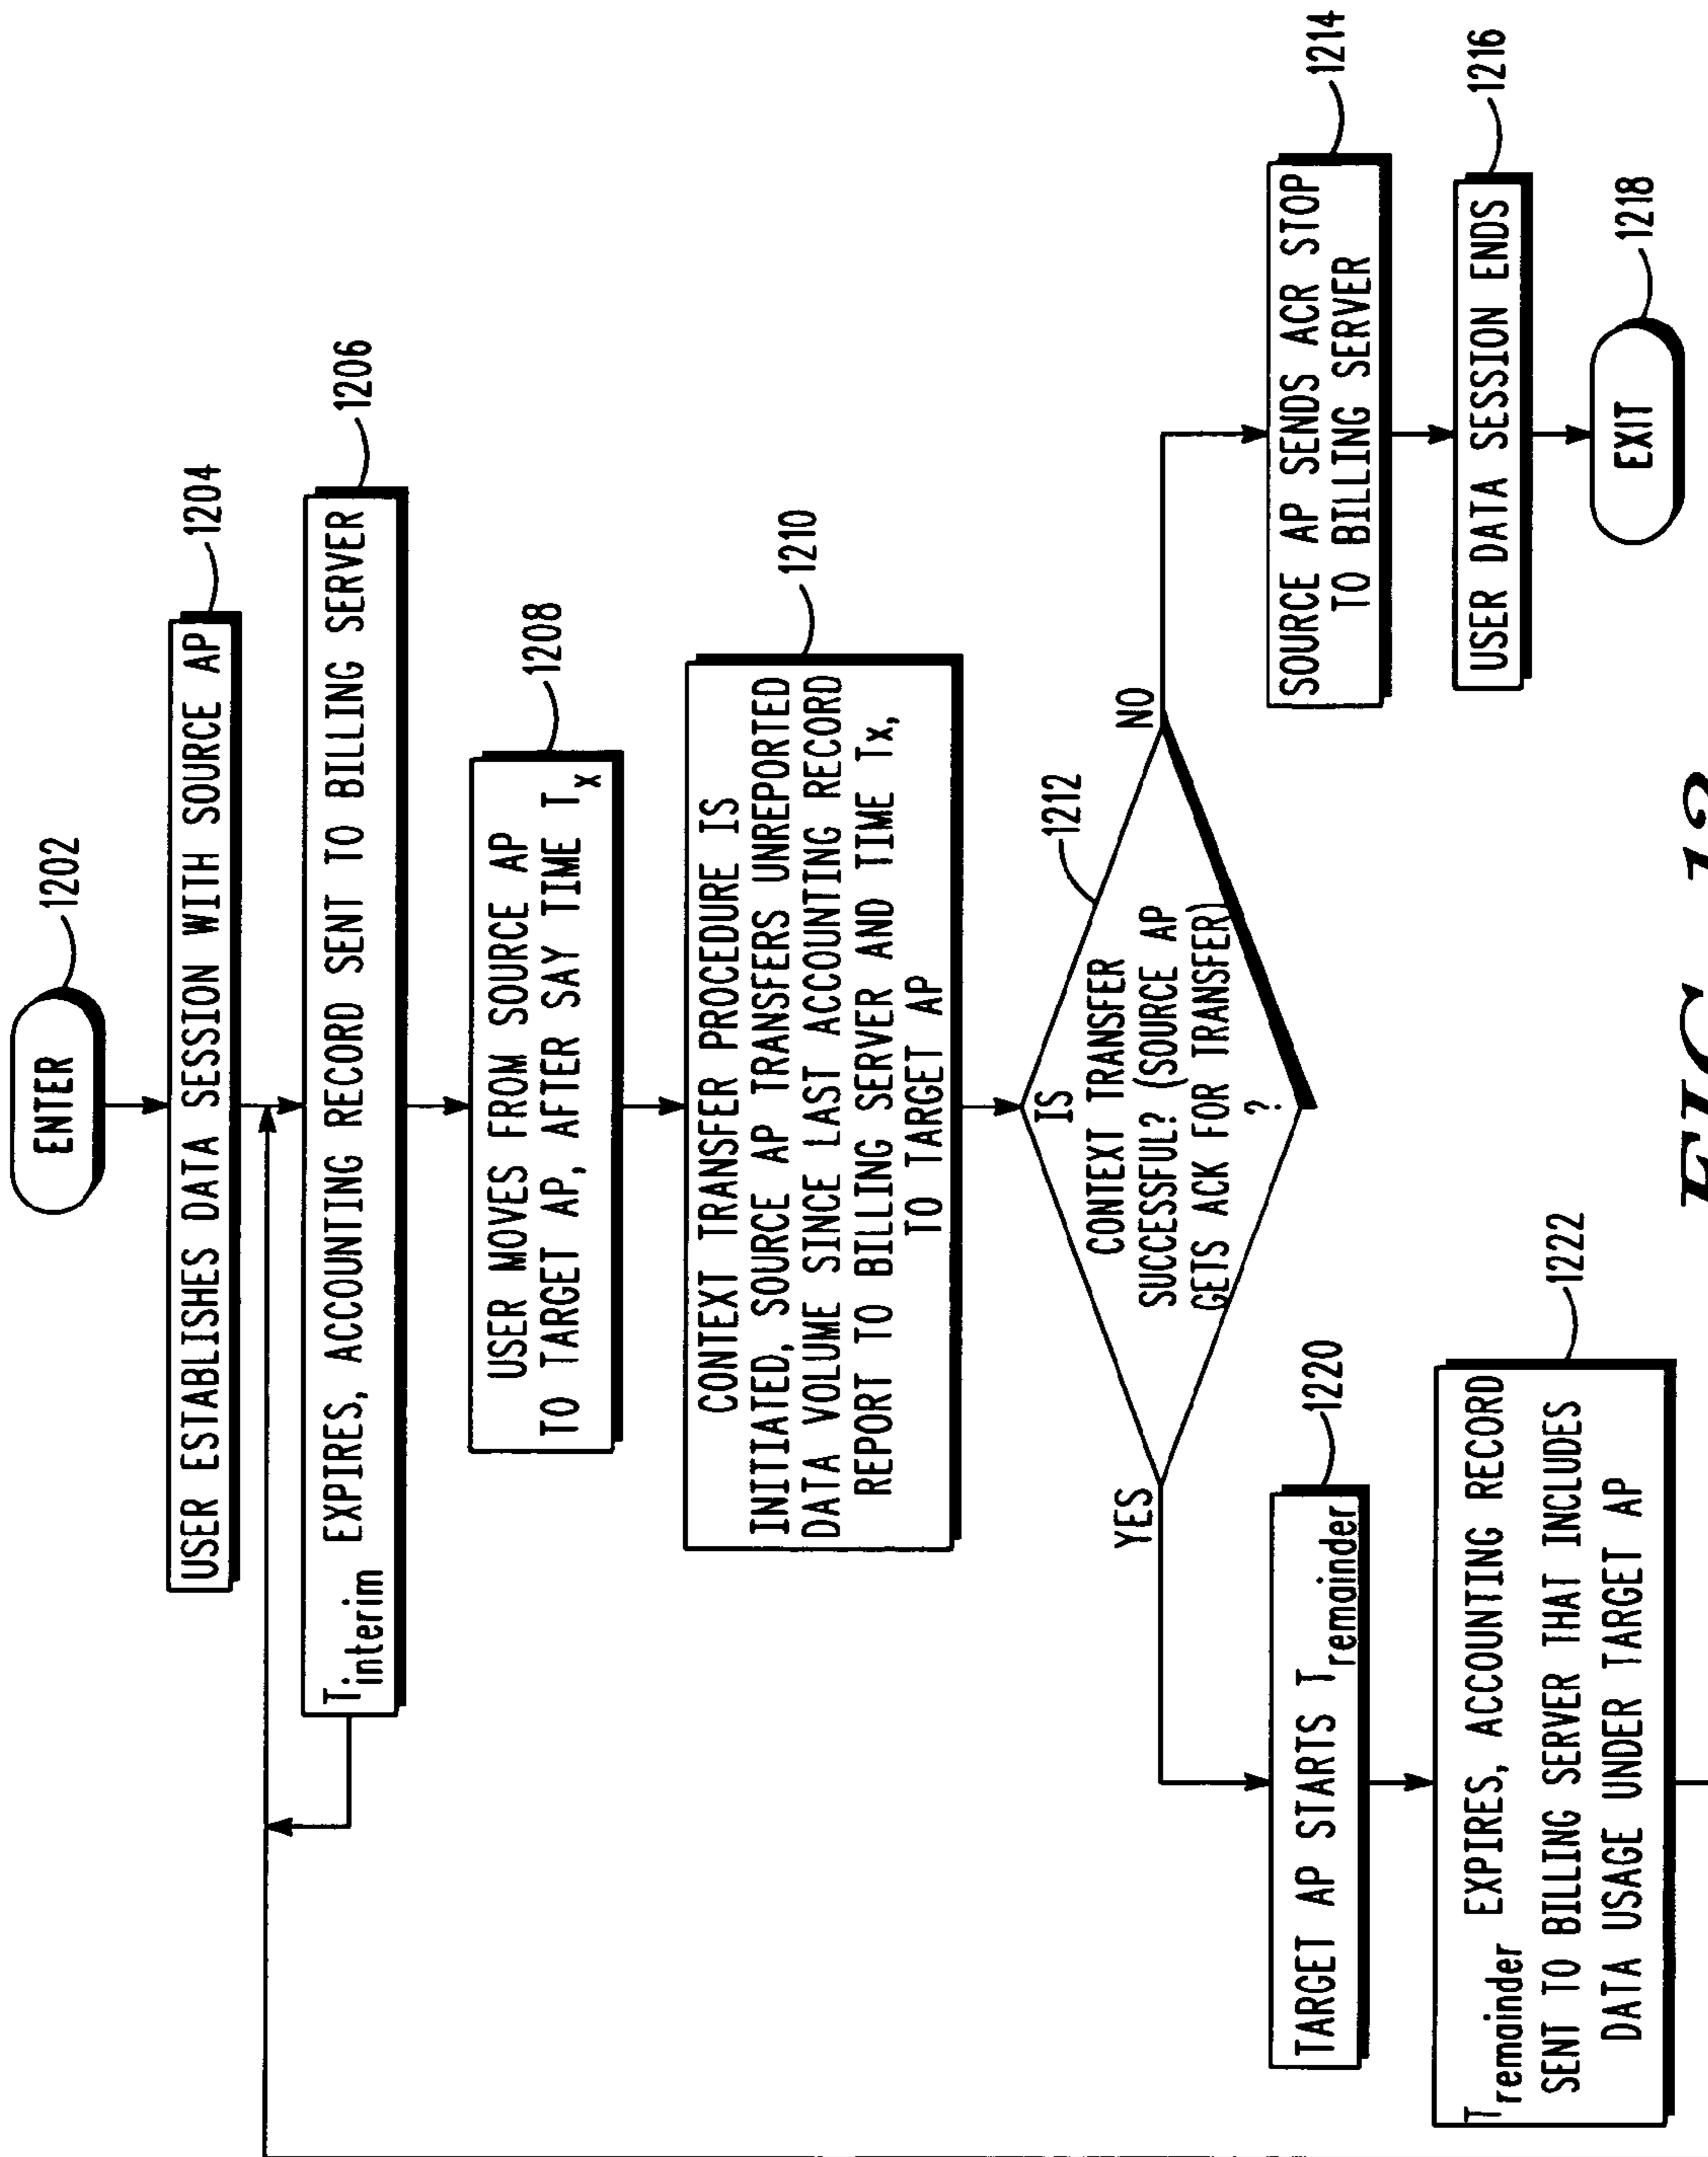 ENTER
1202
USER ESTABLISHES DATA SESSION WITH SOURCE AP
1204
Tinterim EXPIRES, ACCOUNTING RECORD SENT TO BILLING SERVER
1206
USER MOVES FROM SOURCE AP
TO TARGET AP, AFTER SAY TIME Tx
1208
CONTEXT TRANSFER PROCEDURE IS
INITIATED, SOURCE AP TRANSFERS UNREPORTED
DATA VOLUME SINCE LAST ACCOUNTING RECORD
REPORT TO BILLING SERVER AND TIME Tx,
TO TARGET AP
1210
IS
CONTEXT TRANSFER
SUCCESSFUL? (SOURCE AP
GETS ACK FOR TRANSFER)
?
1212
YES
NO
TARGET AP STARTS Tremainder
1220
Tremainder EXPIRES, ACCOUNTING RECORD
SENT TO BILLING SERVER THAT INCLUDES
DATA USAGE UNDER TARGET AP
1222
SOURCE AP SENDS ACR STOP
TO BILLING SERVER
1214
USER DATA SESSION ENDS
1216
EXIT
1218